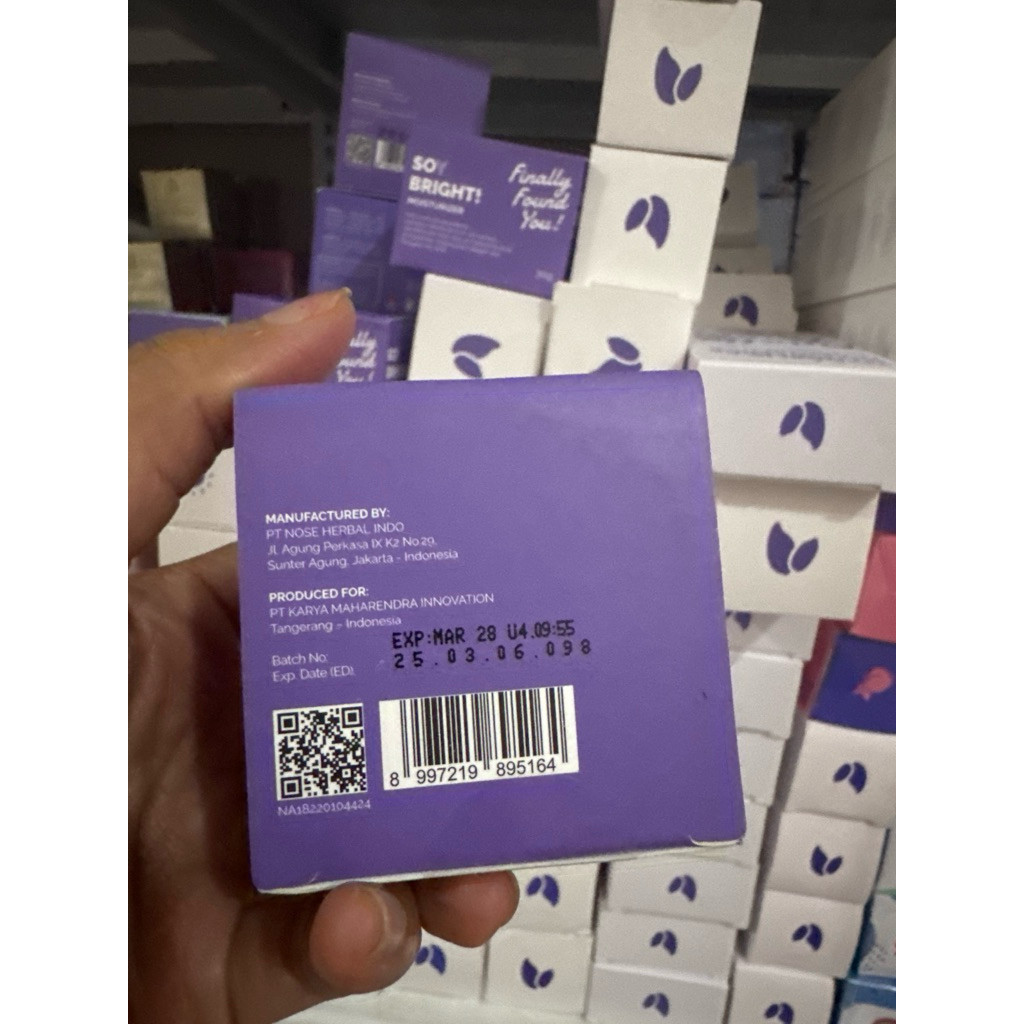 SOY
BRIGHT!
MOISTURIZER
Finally
Found
You!
MANUFACTURED BY:
PT NOSE HERBAL INDO
Jl. Agung Perkasa IX K2 No.29,
Sunter Agung, Jakarta - Indonesia
PRODUCED FOR:
PT KARYA MAHARENDRA INNOVATION
Tangerang - Indonesia
EXP:MAR 28 U4.09:55
Batch No:
25.03.06.098
Exp. Date (ED):
8 997219 895164
NA18220104424